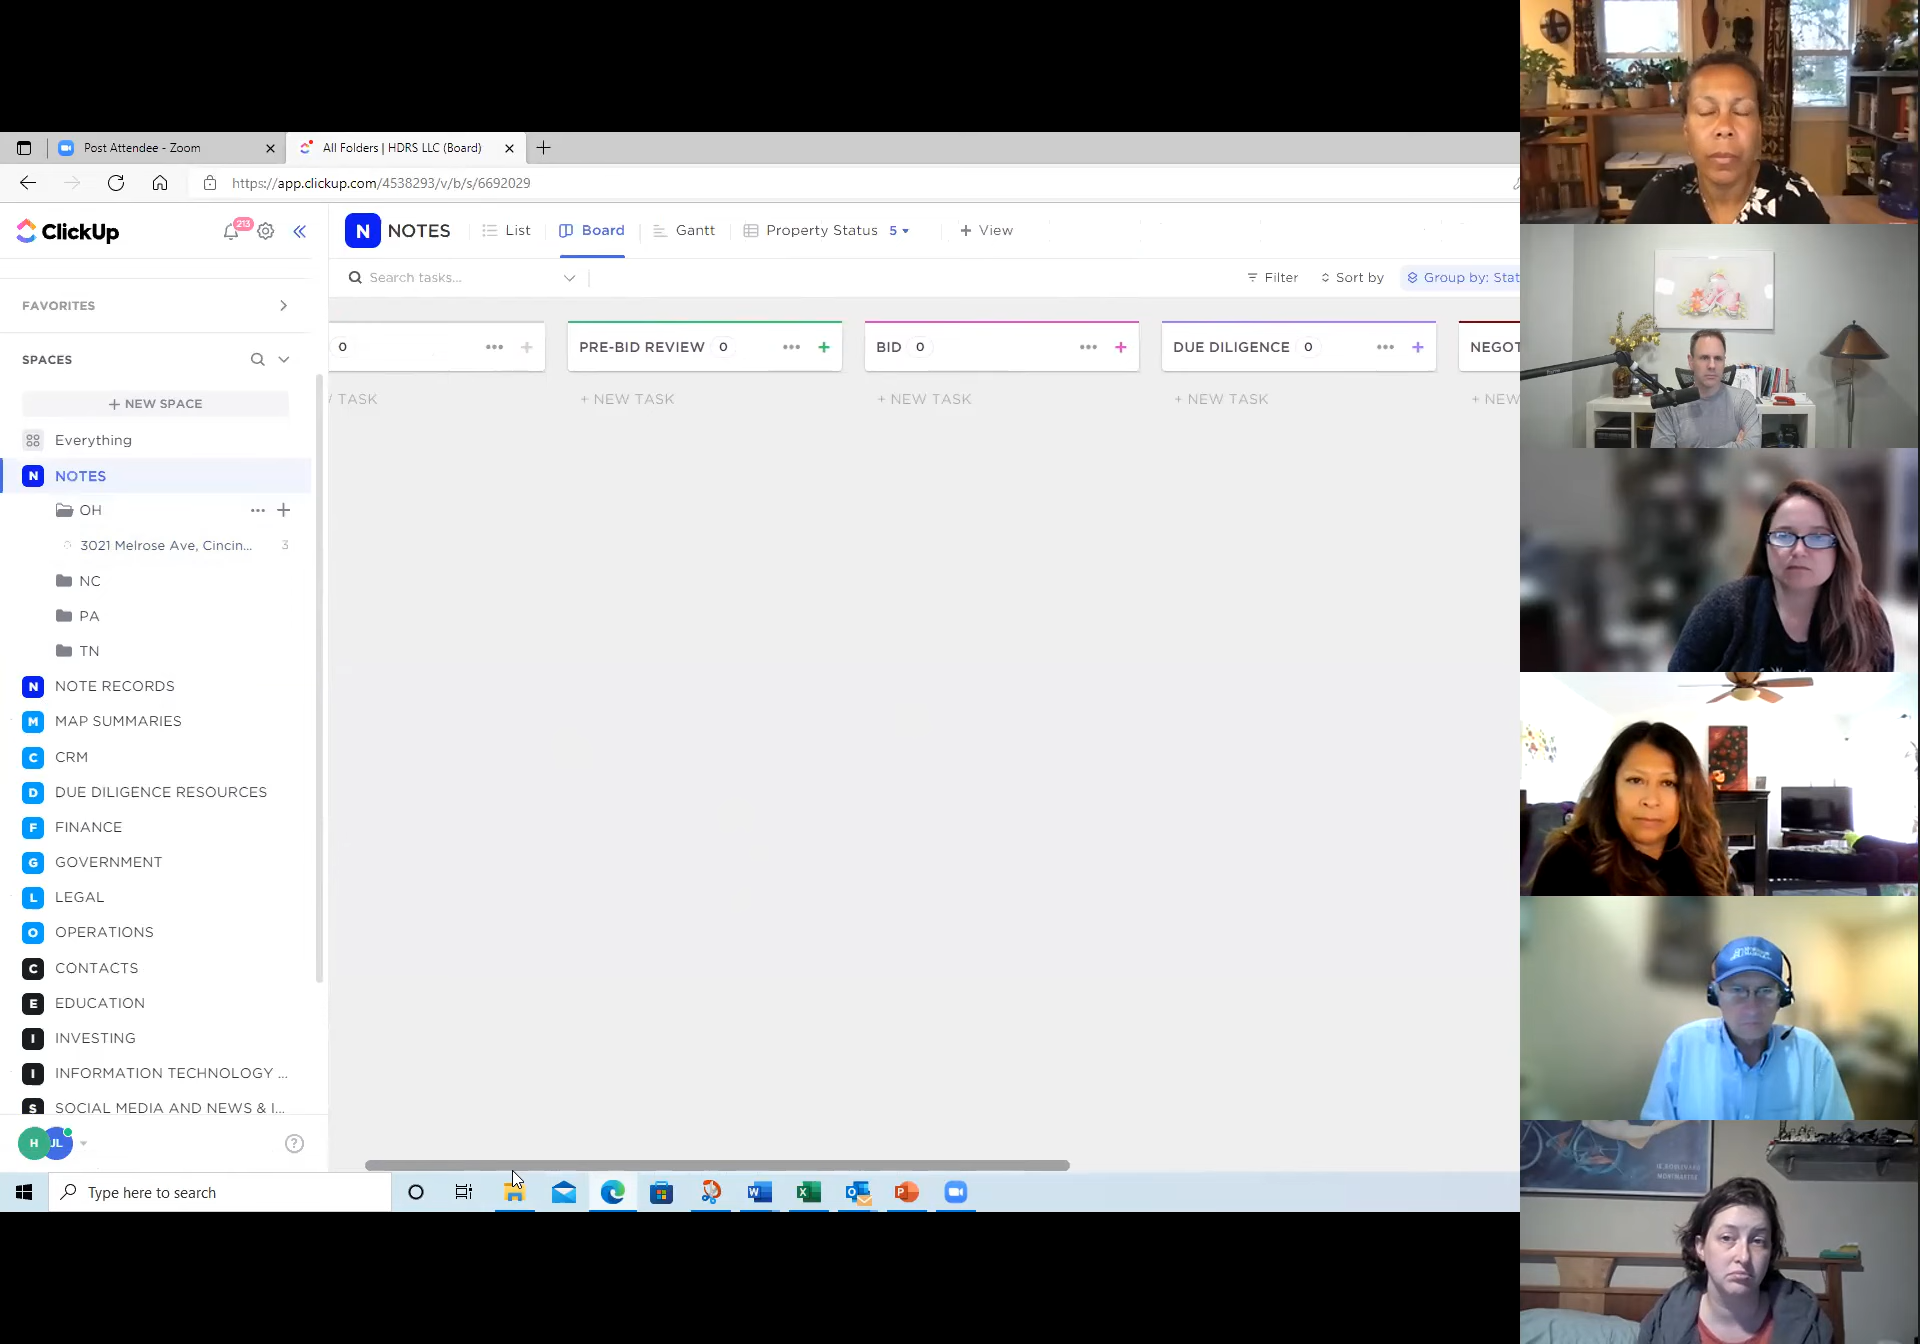 Post Attendee - Zoom
All Folders | HDRS LLC (Board)
https://app.clickup.com/4538293/v/b/s/6692029
ClickUp
213
N NOTES
List
Board
Gantt
Property Status 5
+ View
Search tasks...
Filter
Sort by
Group by: Stat
FAVORITES
SPACES
+ NEW SPACE
Everything
N NOTES
OH
3021 Melrose Ave, Cincin... 3
NC
PA
TN
N NOTE RECORDS
M MAP SUMMARIES
C CRM
D DUE DILIGENCE RESOURCES
F FINANCE
G GOVERNMENT
L LEGAL
O OPERATIONS
C CONTACTS
E EDUCATION
I INVESTING
I INFORMATION TECHNOLOGY ...
S SOCIAL MEDIA AND NEWS & I...
H JL
0
PRE-BID REVIEW 0
BID 0
DUE DILIGENCE 0
NEGOT
TASK
+ NEW TASK
+ NEW TASK
+ NEW TASK
+ NEW
Type here to search